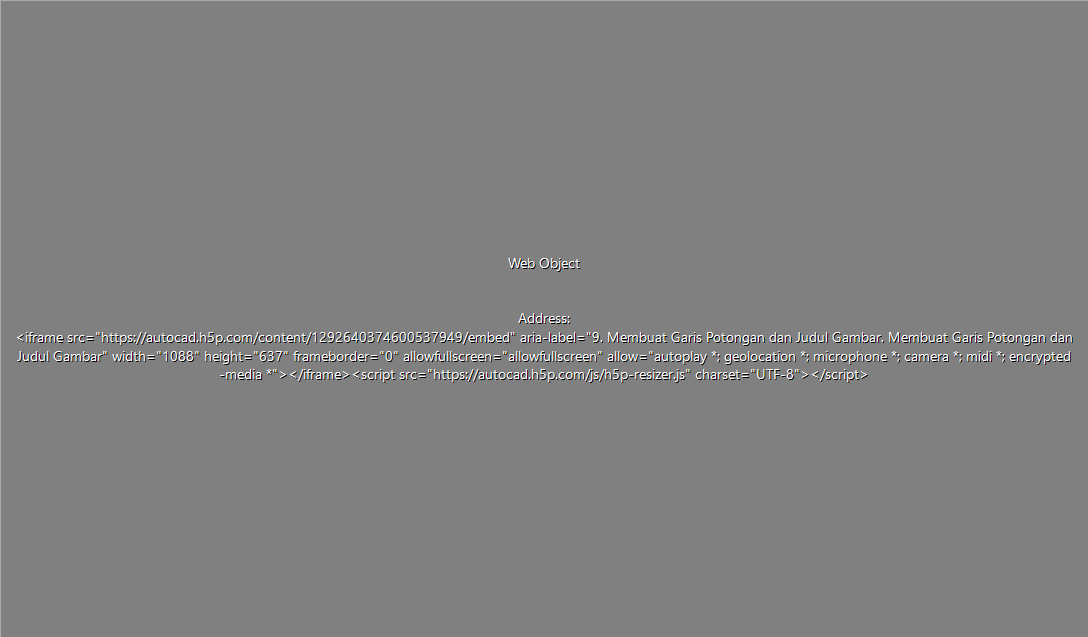 Web Object
Address:
<iframe src="https://autocad.h5p.com/content/1292640374600537949/embed" aria-label="9. Membuat Garis Potongan dan Judul Gambar. Membuat Garis Potongan dan
Judul Gambar" width="1088" height="637" frameborder="0" allowfullscreen="allowfullscreen" allow="autoplay *; geolocation *; microphone *; camera *; midi *; encrypted
-media *"></iframe><script src="https://autocad.h5p.com/js/h5p-resizer.js" charset="UTF-8"></script>